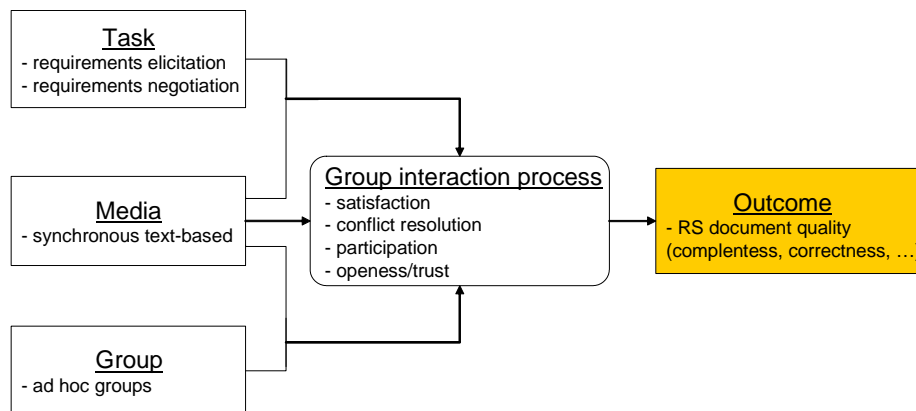 Task
- requirements elicitation
- requirements negotiation
Media
- synchronous text-based
Group
- ad hoc groups
Group interaction process
- satisfaction
- conflict resolution
- participation
- openess/trust
Outcome
- RS document quality
(complentess, correctness, …)